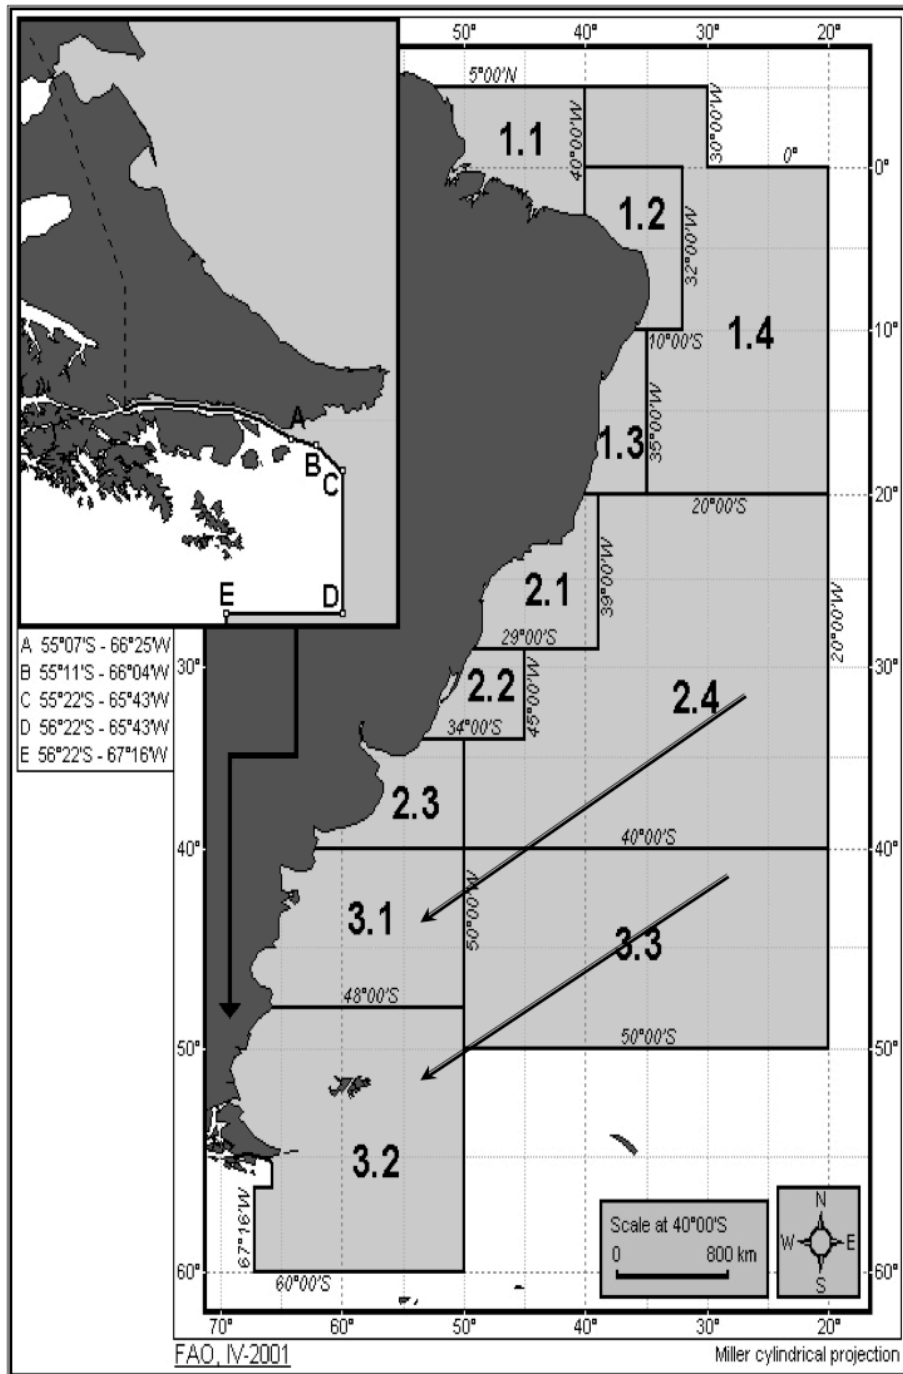 50° 40° 30° 20°
5°00'N
1.1
40°00'W
30°00'W
0°
0°
1.2
32°00'W
10°00'S
10°
1.4
1.3
35°00'W
20°00'S
20°
A
B
C
D
E
2.1
39°00'W
20°00'W
29°00'S
A 55°07'S - 66°25'W
B 55°11'S - 66°04'W
C 55°22'S - 65°43'W
D 56°22'S - 65°43'W
E 56°22'S - 67°16'W
30°
2.2
45°00'W
2.4
30°
34°00'S
2.3
40°
40°00'S
40°
3.1
50°00'W
3.3
48°00'S
50°
50°00'S
50°
3.2
67°16'W
Scale at 40°00'S
0 800 km
N
W E
S
60°
60°00'S
60°
70° 60° 50° 40° 30° 20°
FAO, IV-2001
Miller cylindrical projection